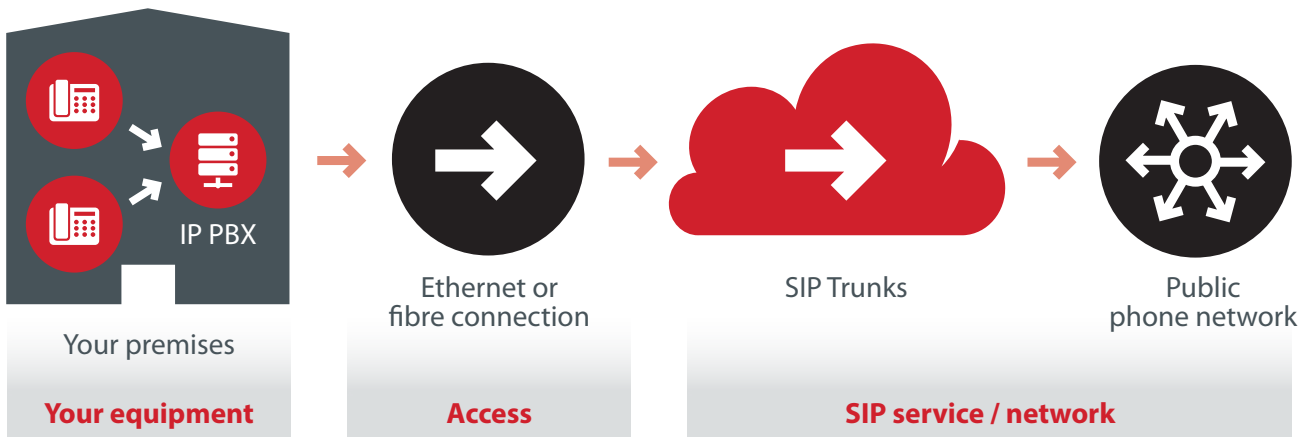 IP PBX
Your premises
Your equipment
Ethernet or
fibre connection
Access
SIP Trunks
Public
phone network
SIP service / network